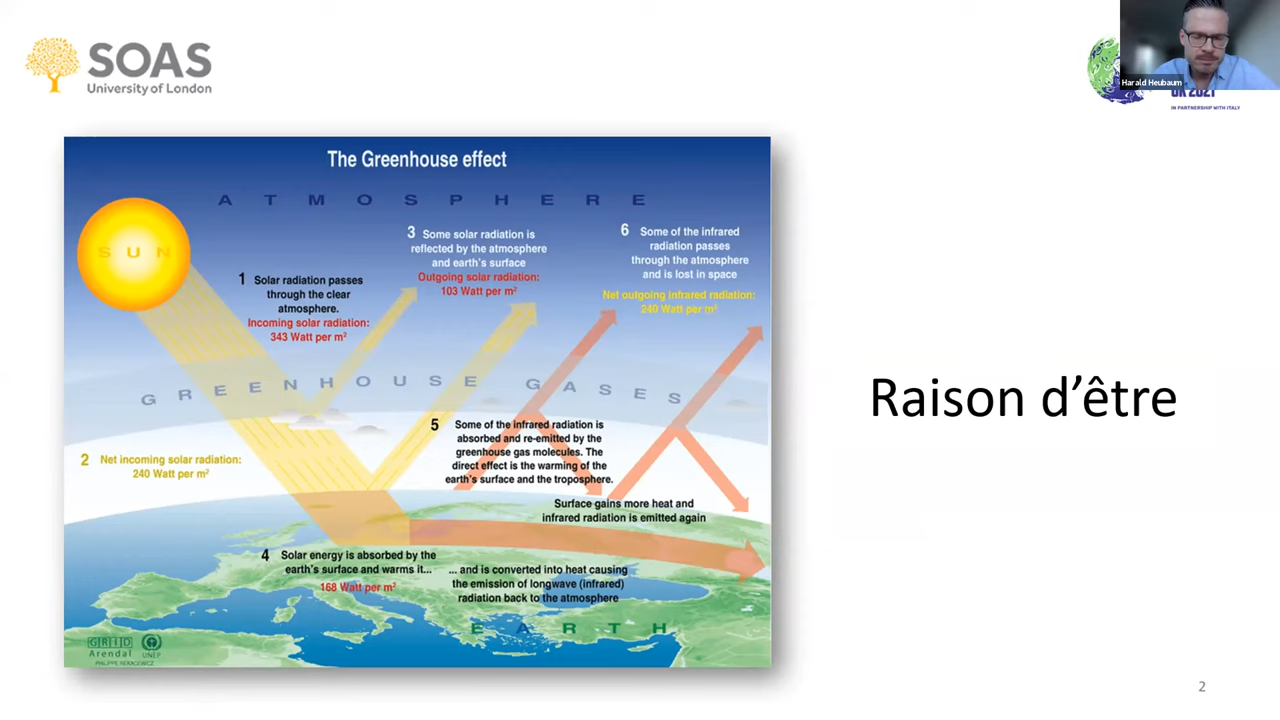 SOAS
University of London
Harald Heubaum
UK 2021
IN PARTNERSHIP WITH ITALY
The Greenhouse effect
ATMOSPHERE
SUN
1 Solar radiation passes
through the clear
atmosphere.
Incoming solar radiation:
343 Watt per m²
3 Some solar radiation is
reflected by the atmosphere
and earth's surface
Outgoing solar radiation:
103 Watt per m²
6 Some of the infrared
radiation passes
through the atmosphere
and is lost in space
Net outgoing infrared radiation:
240 Watt per m²
GREENHOUSE GASES
2 Net incoming solar radiation:
240 Watt per m²
5 Some of the infrared radiation is
absorbed and re-emitted by the
greenhouse gas molecules. The
direct effect is the warming of the
earth's surface and the troposphere.
Surface gains more heat and
infrared radiation is emitted again
4 Solar energy is absorbed by the
earth's surface and warms it...
168 Watt per m²
... and is converted into heat causing
the emission of longwave (infrared)
radiation back to the atmosphere
EARTH
GRID
Arendal
UNEP
PHILIPPE REKACEWICZ
Raison d'être
2